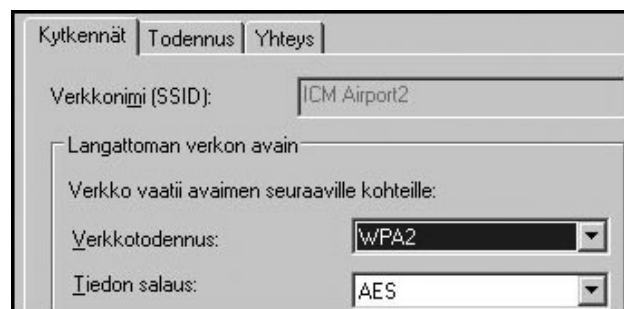 Kytkennät Todennus Yhteys
Verkkonimi (SSID): ICM Airport2
Langattoman verkon avain
Verkko vaatii avaimen seuraaville kohteille:
Verkkotodennus: WPA2
Tiedon salaus: AES